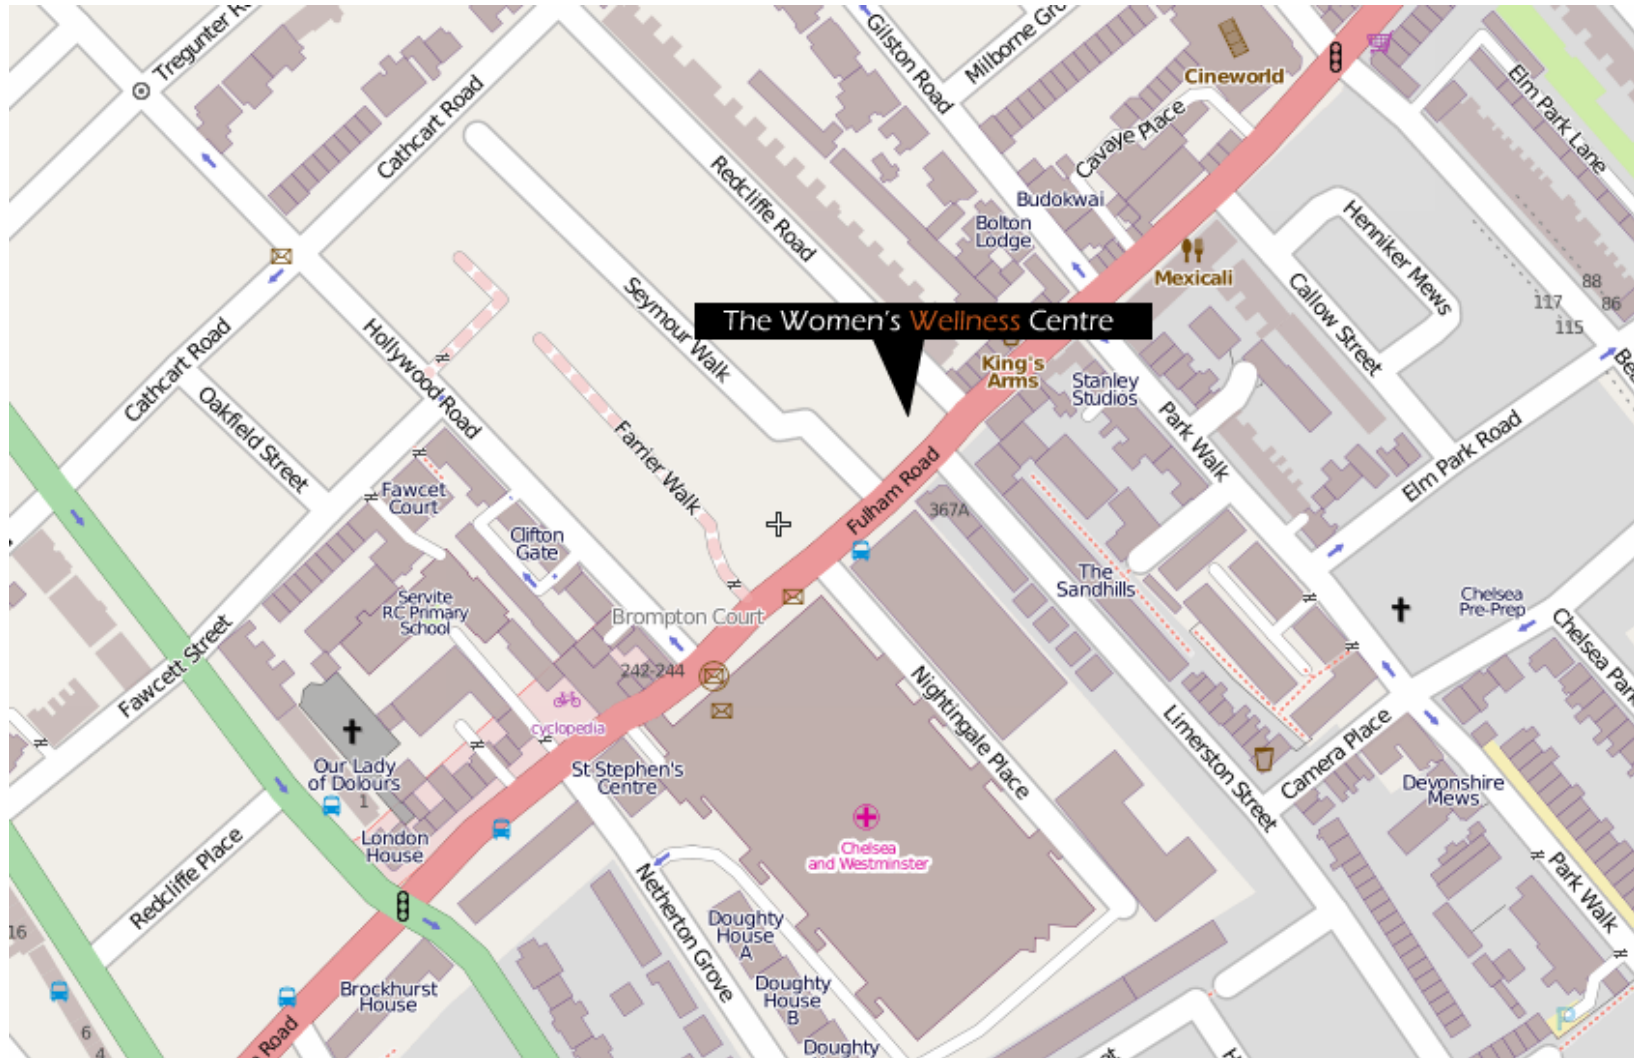 Tregunter R
Gilston Road
Milborne Gro
Cineworld
Elm Park Lane
Cathcart Road
Redcliffe Road
Cavaye Place
Budokwai
Bolton
Lodge
Henniker Mews
Mexicali
Callow Street
88
86
117
115
Seymour Walk
The Women's Wellness Centre
Hollywood Road
Cathcart Road
Oakfield Street
King's
Arms
Stanley
Studios
Park Walk
Bea
Elm Park Road
Farrier Walk
Fulham Road
367A
Fawcet
Court
Clifton
Gate
The
Sandhills
Chelsea
Pre-Prep
Servite
RC Primary
School
Brompton Court
Chelsea Park
Fawcett Street
242-244
cyclopedia
Nightingale Place
Limerston Street
Camera Place
St Stephen's
Centre
Our Lady
of Dolours
1
Devonshire
Mews
London
House
Chelsea
and Westminster
Redcliffe Place
Netherton Grove
Park Walk
16
Doughty
House
A
Brockhurst
House
Doughty
House
B
P
6
4
Road
Doughty